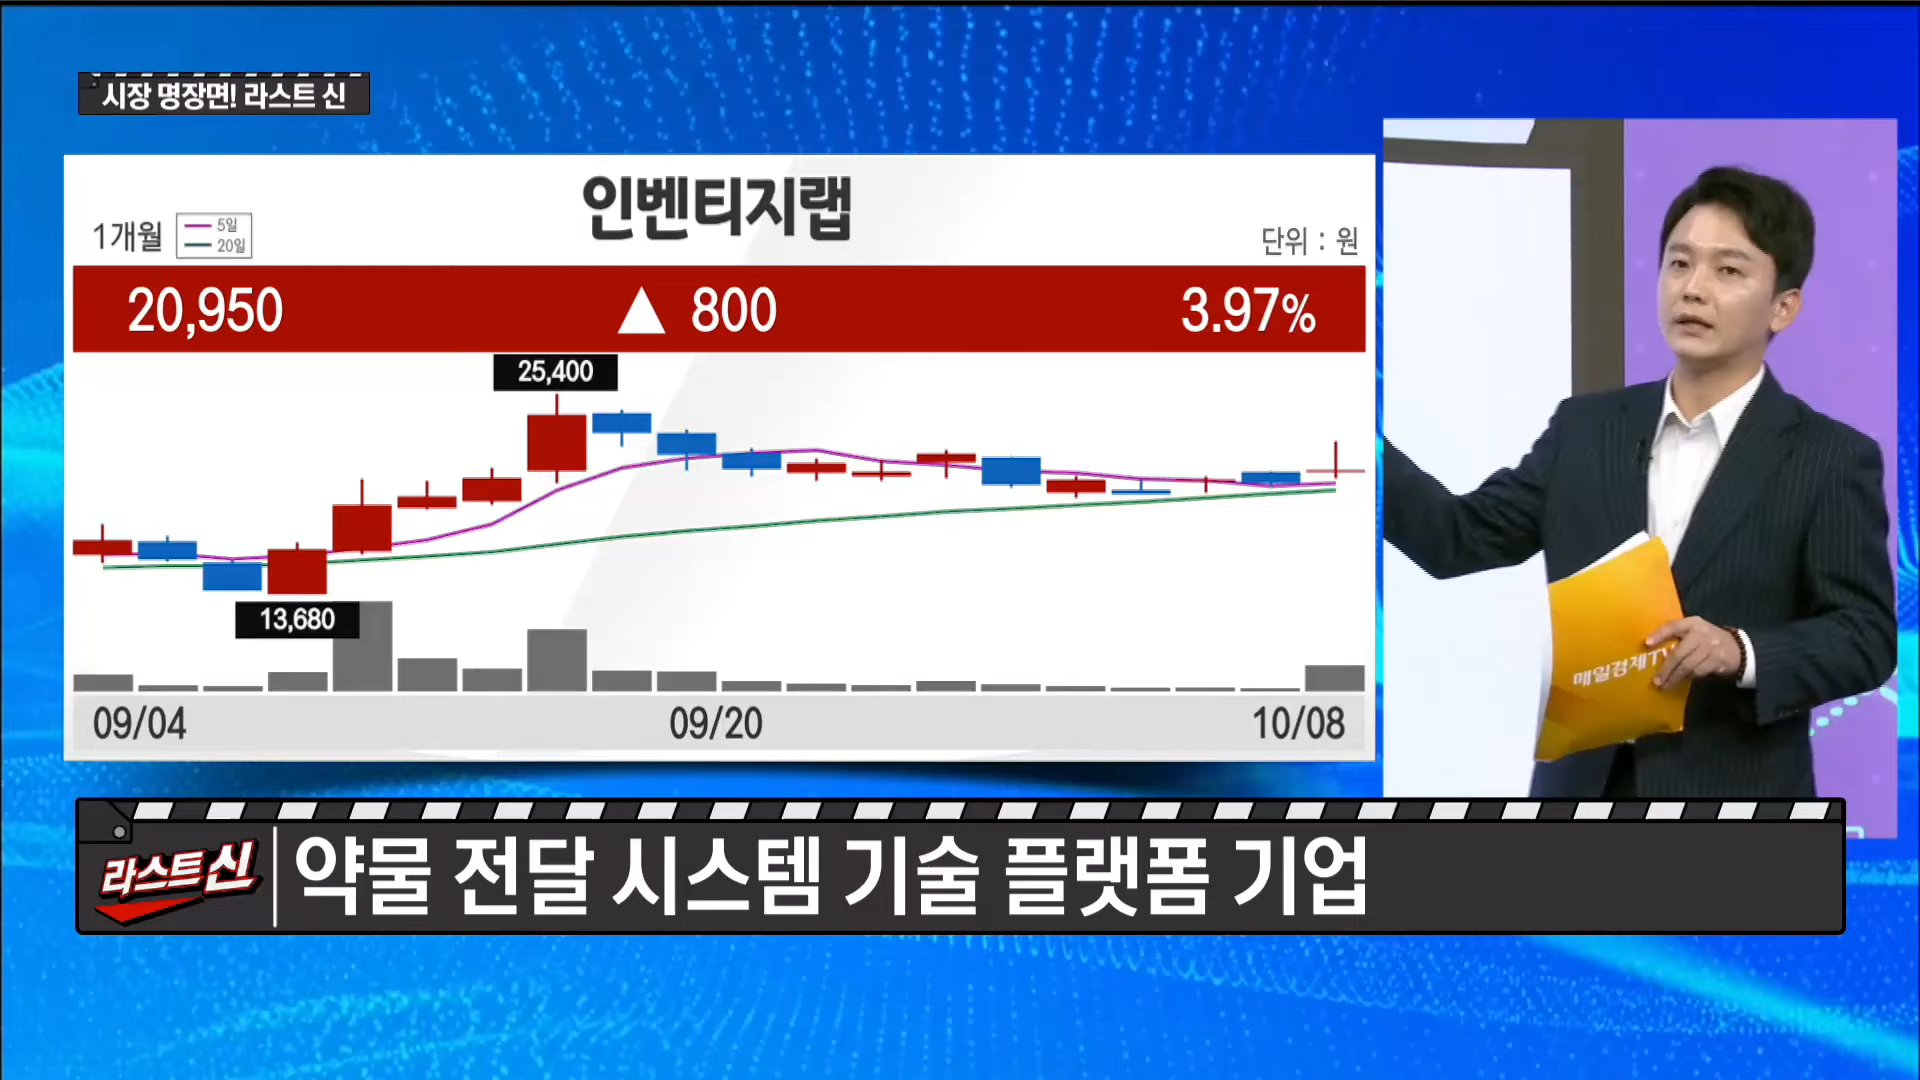 시장 명장면! 라스트 신
인벤티지랩
1개월
5일
20일
단위 : 원
20,950 ▲ 800 3.97%
25,400
13,680
09/04 09/20 10/08
매일경제TV
라스트신
약물 전달 시스템 기술 플랫폼 기업